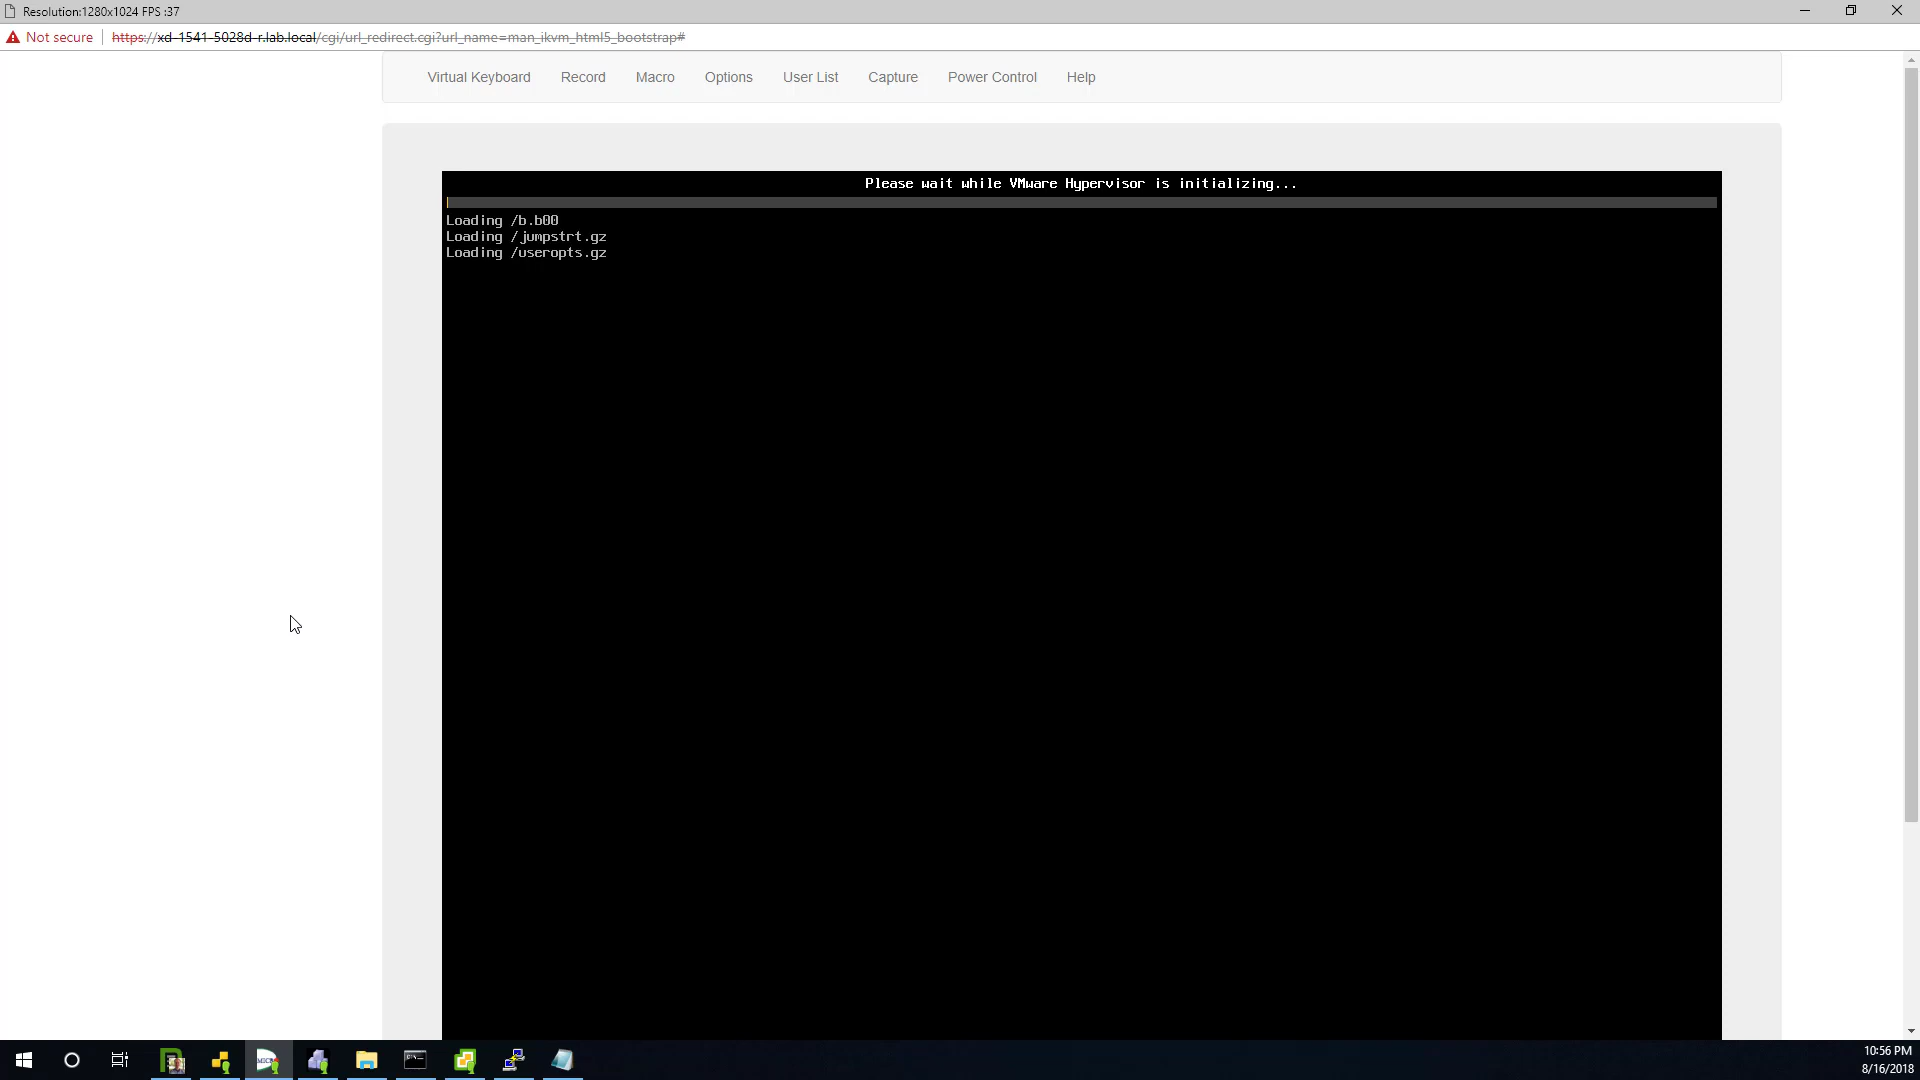 Resolution:1280x1024 FPS :37
Not secure
https://xd-1541-5028d-r.lab.local/cgi/url_redirect.cgi?url_name=man_ikvm_html5_bootstrap#
Virtual Keyboard Record Macro Options User List Capture Power Control Help
Please wait while VMware Hypervisor is initializing...
Loading /b.b00
Loading /jumpstrt.gz
Loading /useropts.gz
10:56 PM
8/16/2018